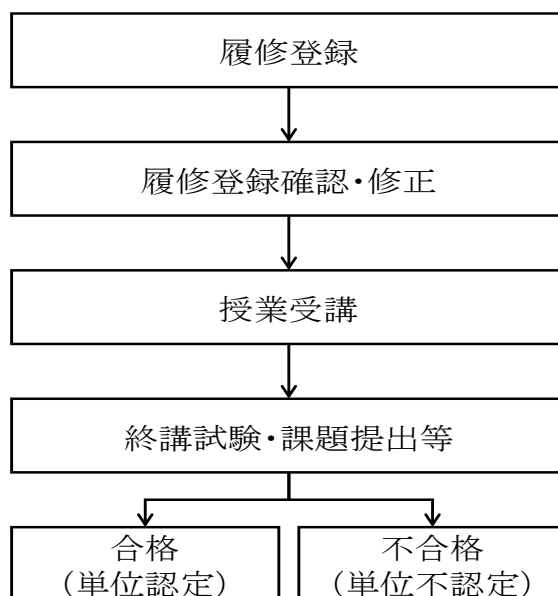 履修登録
履修登録確認・修正
授業受講
終講試験・課題提出等
合格
（単位認定）
不合格
（単位不認定）